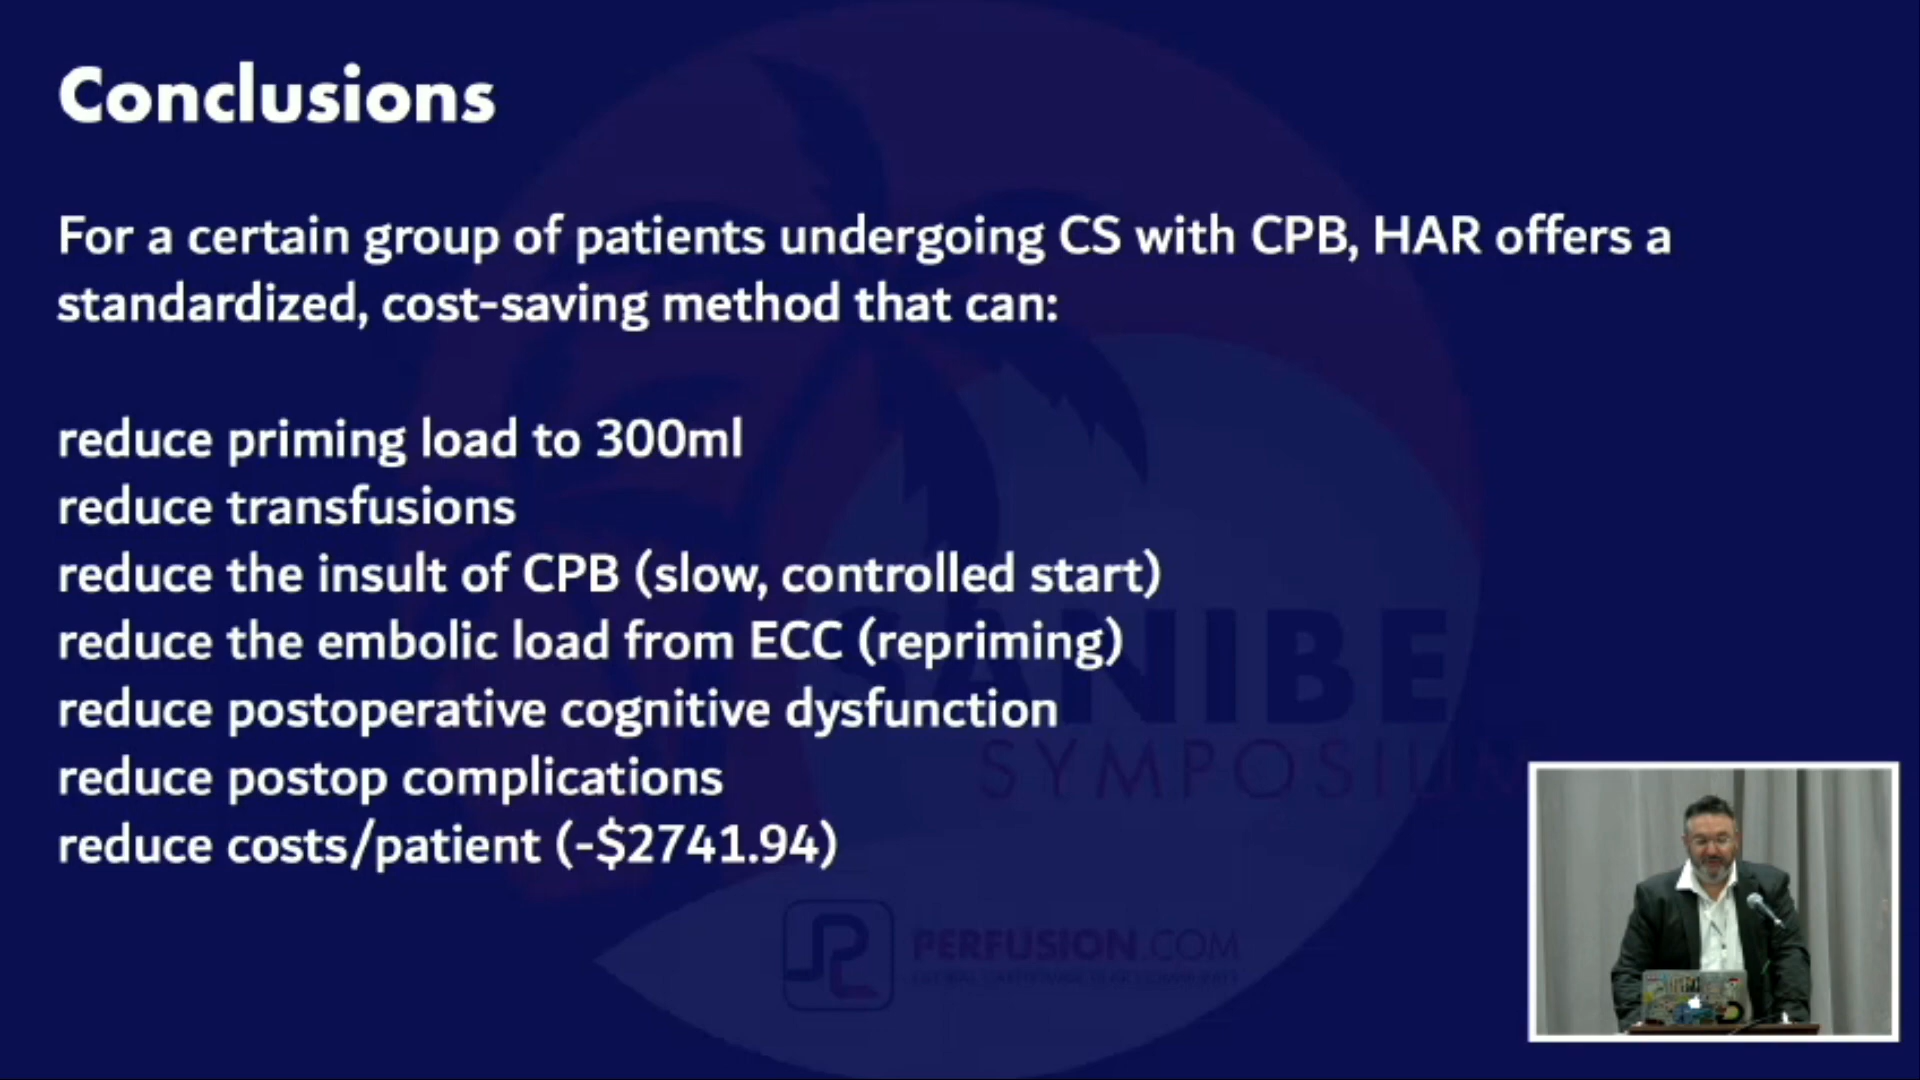 Conclusions
For a certain group of patients undergoing CS with CPB, HAR offers a
standardized, cost-saving method that can:
reduce priming load to 300ml
reduce transfusions
reduce the insult of CPB (slow, controlled start)
reduce the embolic load from ECC (repriming)
reduce postoperative cognitive dysfunction
reduce postop complications
reduce costs/patient (-$2741.94)
SANIBE
SYMPOSIUM
PERFUSION.COM